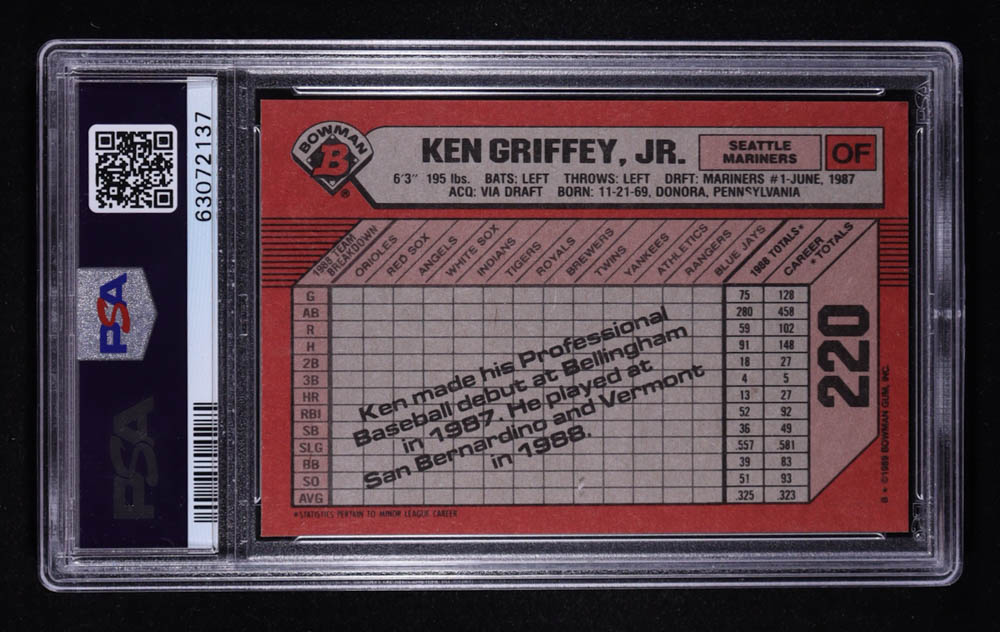 63072137
PSA
PSA
BOWMAN
B
®
KEN GRIFFEY, JR.
SEATTLE
MARINERS
OF
6'3" 195 lbs. BATS: LEFT THROWS: LEFT DRFT: MARINERS #1-JUNE, 1987
ACQ: VIA DRAFT BORN: 11-21-69, DONORA, PENNSYLVANIA
1988 TEAM
BREAKDOWN
ORIOLES
RED SOX
ANGELS
WHITE SOX
INDIANS
TIGERS
ROYALS
BREWERS
TWINS
YANKEES
ATHLETICS
RANGERS
BLUE JAYS
1988 TOTALS*
CAREER
*TOTALS
G 75 128
AB 280 458
R 59 102
H 91 148
2B 18 27
3B 4 5
HR 13 27
RBI 52 92
SB 36 49
SLG .557 .581
BB 39 83
SO 51 93
AVG .325 .323
Ken made his Professional
Baseball debut at Bellingham
in 1987. He played at
San Bernardino and Vermont
in 1988.
220
*STATISTICS PERTAIN TO MINOR LEAGUE CAREER
B * ©1989 BOWMAN GUM, INC.